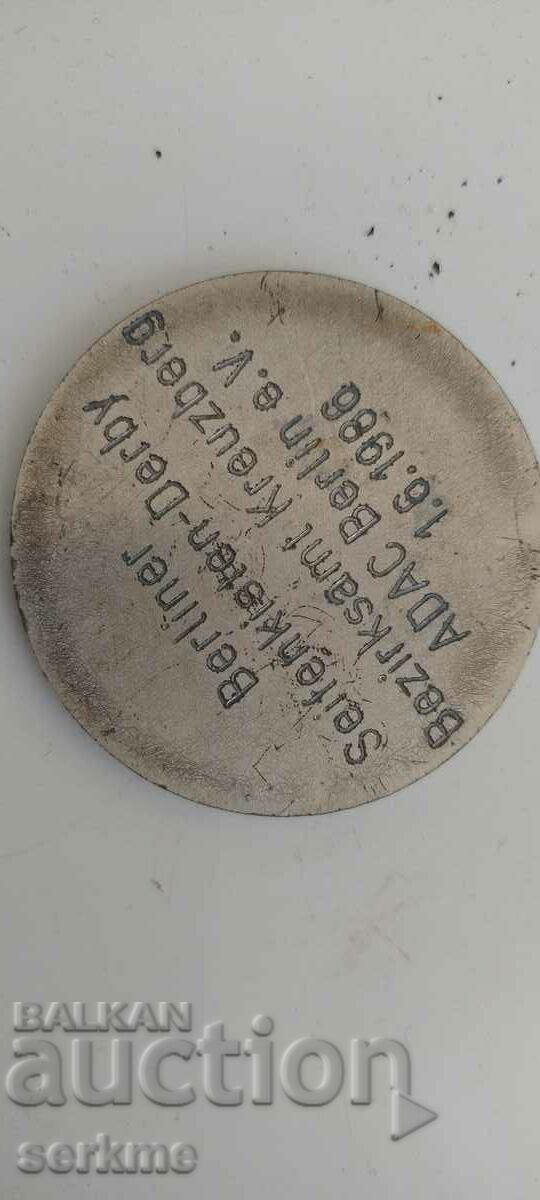 Berliner
Seifenkisten-Derby
Bezirksamt Kreuzberg
ADAC Berlin e.V.
1.6.1986
BALKAN
auction
serkme